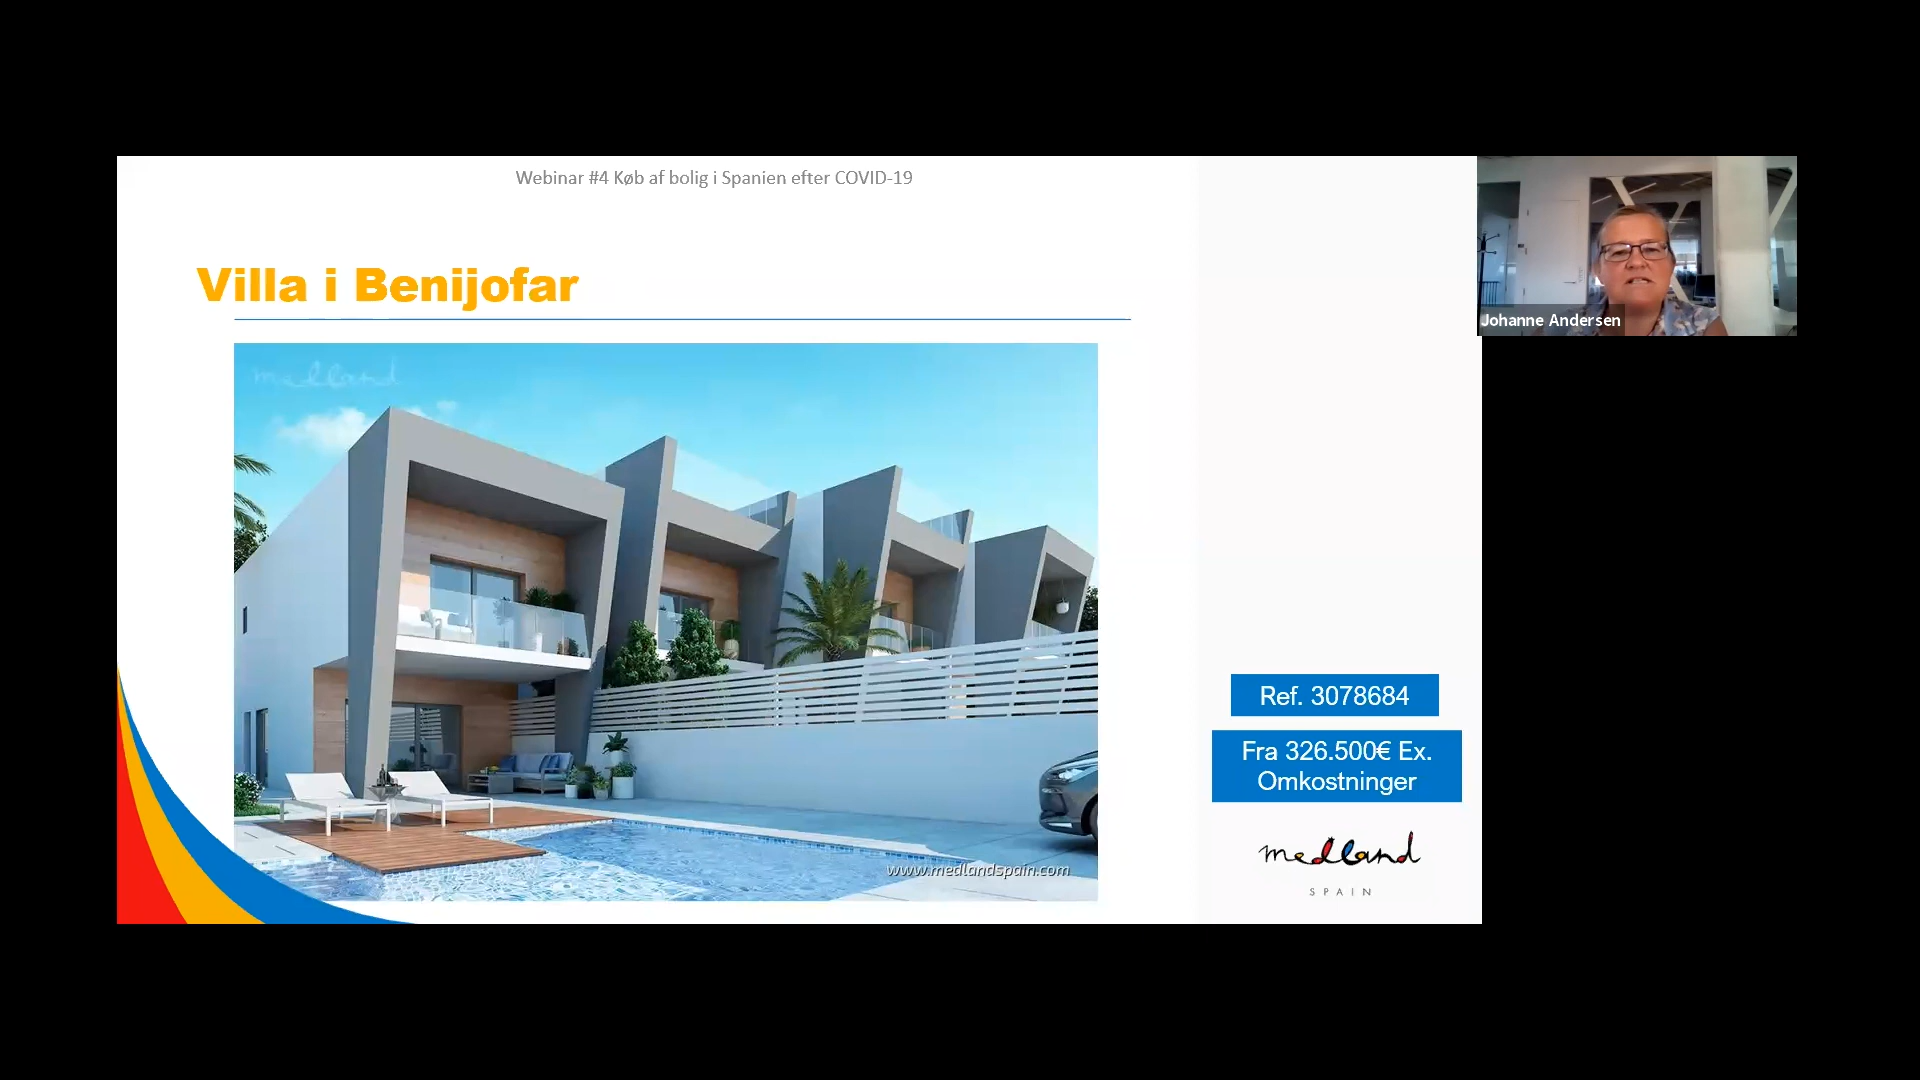 Webinar #4 Køb af bolig i Spanien efter COVID-19
Villa i Benijofar
medland
www.medlandspain.com
Ref. 3078684
Fra 326.500€ Ex.
Omkostninger
medland
SPAIN
Johanne Andersen